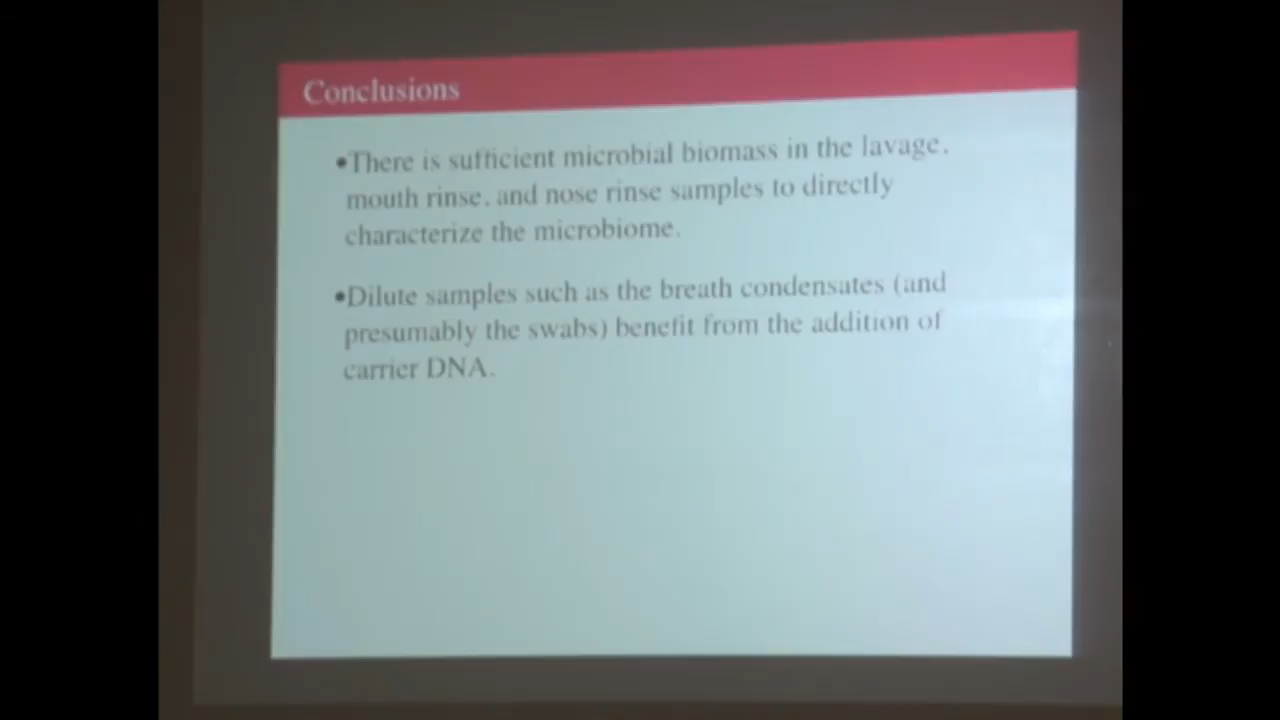 Conclusions
•There is sufficient microbial biomass in the lavage,
mouth rinse, and nose rinse samples to directly
characterize the microbiome.
•Dilute samples such as the breath condensates (and
presumably the swabs) benefit from the addition of
carrier DNA.